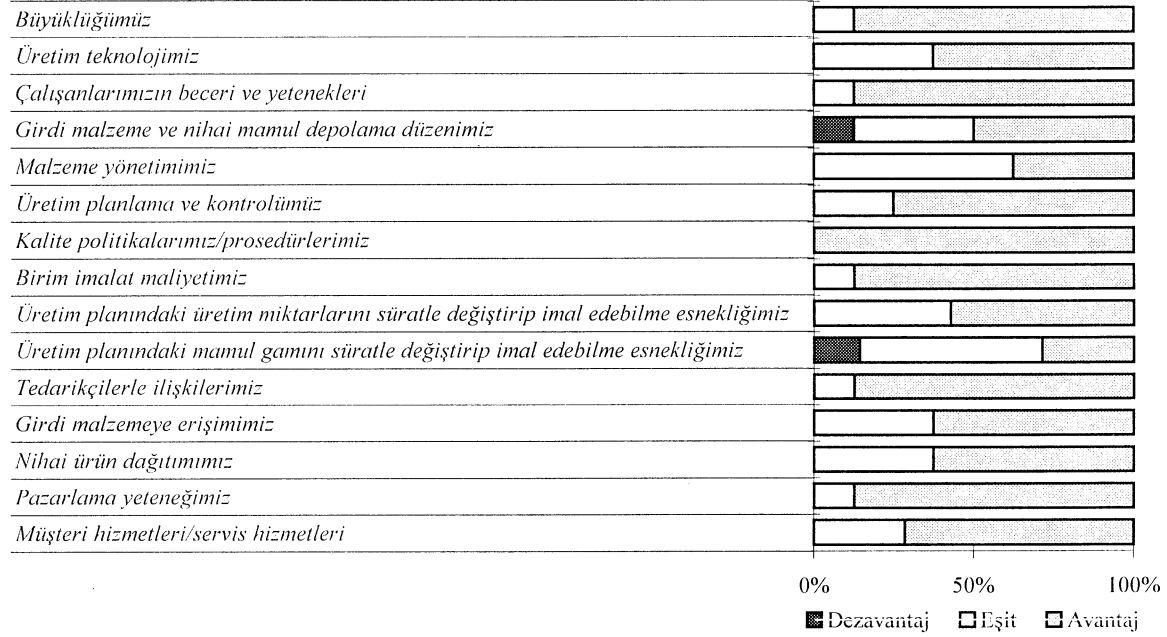 Büyüklüğümüz
Üretim teknolojimiz
Çalışanlarımızın beceri ve yetenekleri
Girdi malzeme ve nihai mamul depolama düzenimiz
Malzeme yönetimimiz
Üretim planlama ve kontrolümüz
Kalite politikalarımız/prosedürlerimiz
Birim imalat maliyetimiz
Üretim planındaki üretim miktarlarını süratle değiştirip imal edebilme esnekliğimiz
Üretim planındaki mamul gamını süratle değiştirip imal edebilme esnekliğimiz
Tedarikçilerle ilişkilerimiz
Girdi malzemeye erişimimiz
Nihai ürün dağıtımımız
Pazarlama yeteneğimiz
Müşteri hizmetleri/servis hizmetleri
0% 50% 100%
Dezavantaj Eşit Avantaj